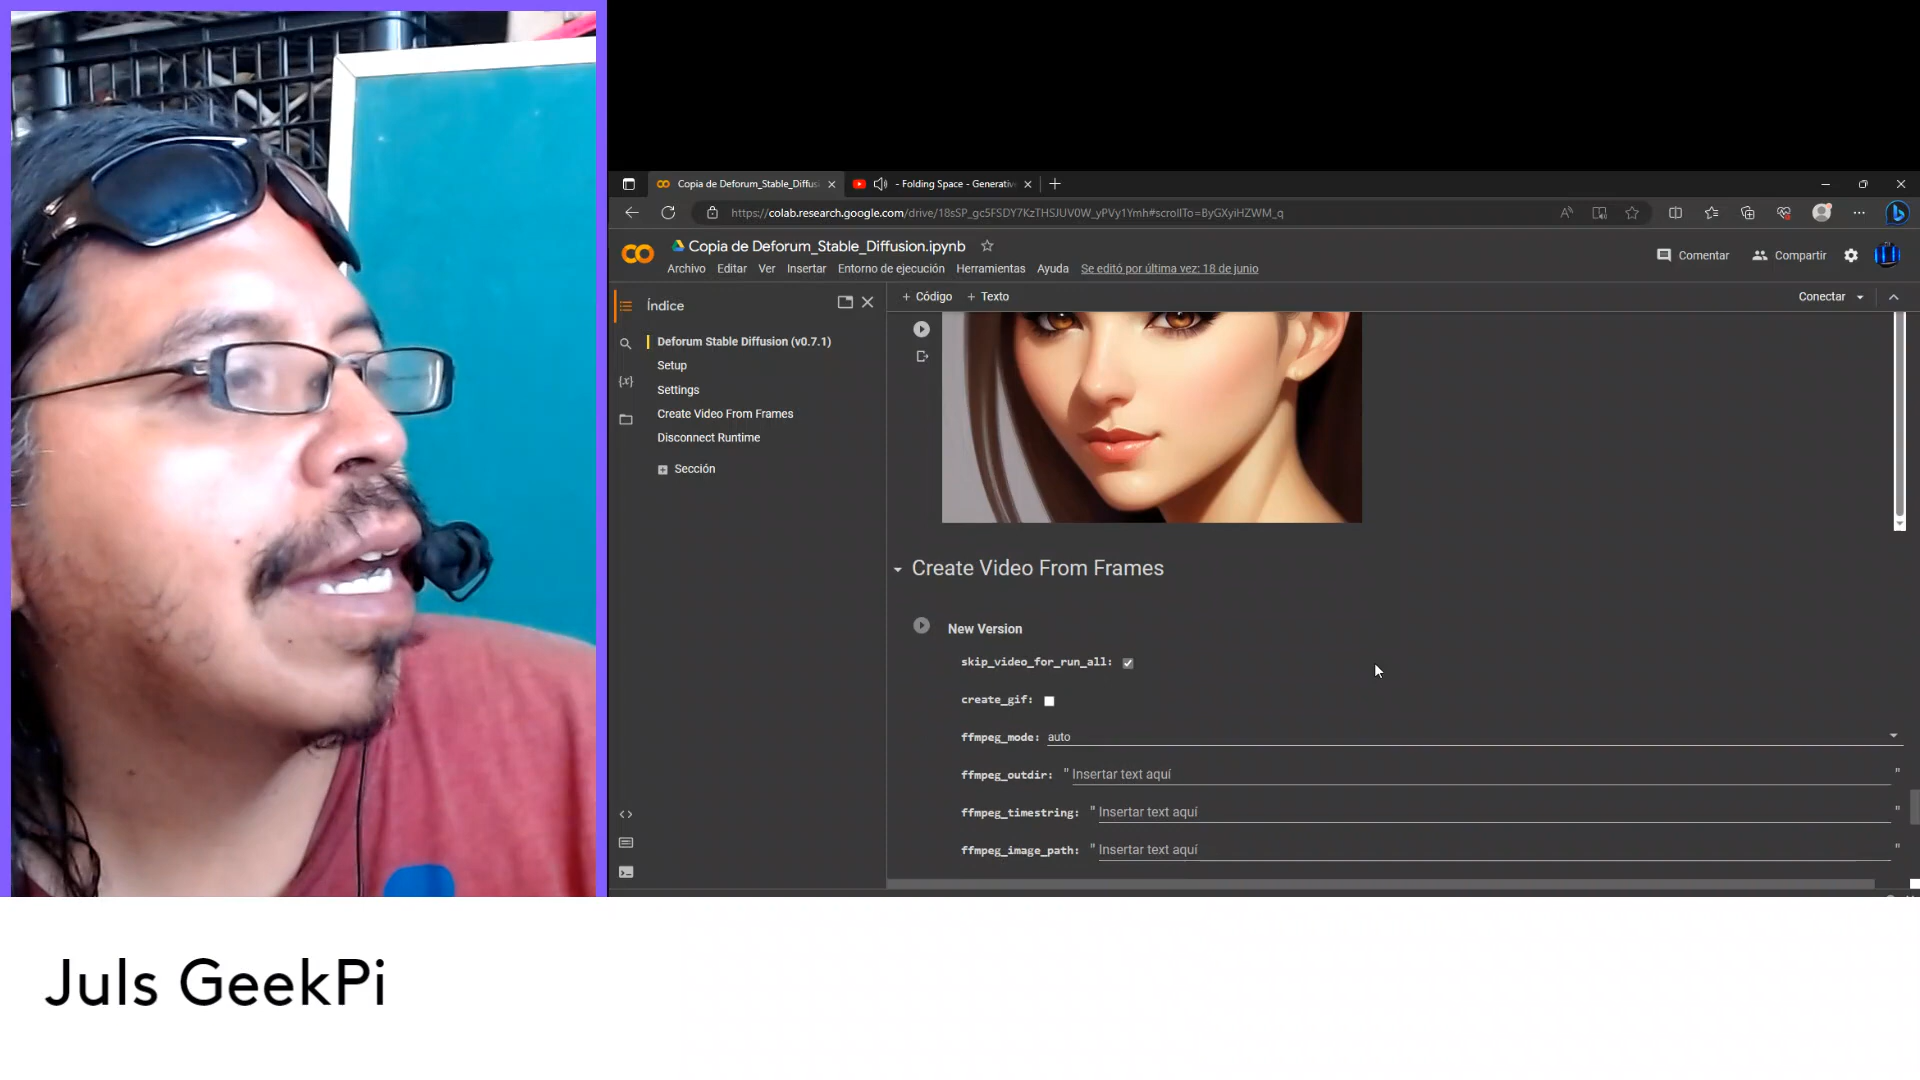 Copia de Deforum_Stable_Diffus
- Folding Space - Generativ
https://colab.research.google.com/drive/18sSP_gc5FSDY7KzTHSJUV0W_yPVy1Ymh#scrollTo=ByGXyiHZWM_q
Copia de Deforum_Stable_Diffusion.ipynb
Archivo Editar Ver Insertar Entorno de ejecución Herramientas Ayuda Se editó por última vez: 18 de junio
Comentar Compartir
Índice
+ Código + Texto
Conectar
Deforum Stable Diffusion (v0.7.1)
Setup
Settings
Create Video From Frames
Disconnect Runtime
Sección
Create Video From Frames
New Version
skip_video_for_run_all:
create_gif:
ffmpeg_mode: auto
ffmpeg_outdir: " Insertar text aquí "
ffmpeg_timestring: " Insertar text aquí "
ffmpeg_image_path: " Insertar text aquí "
Juls GeekPi